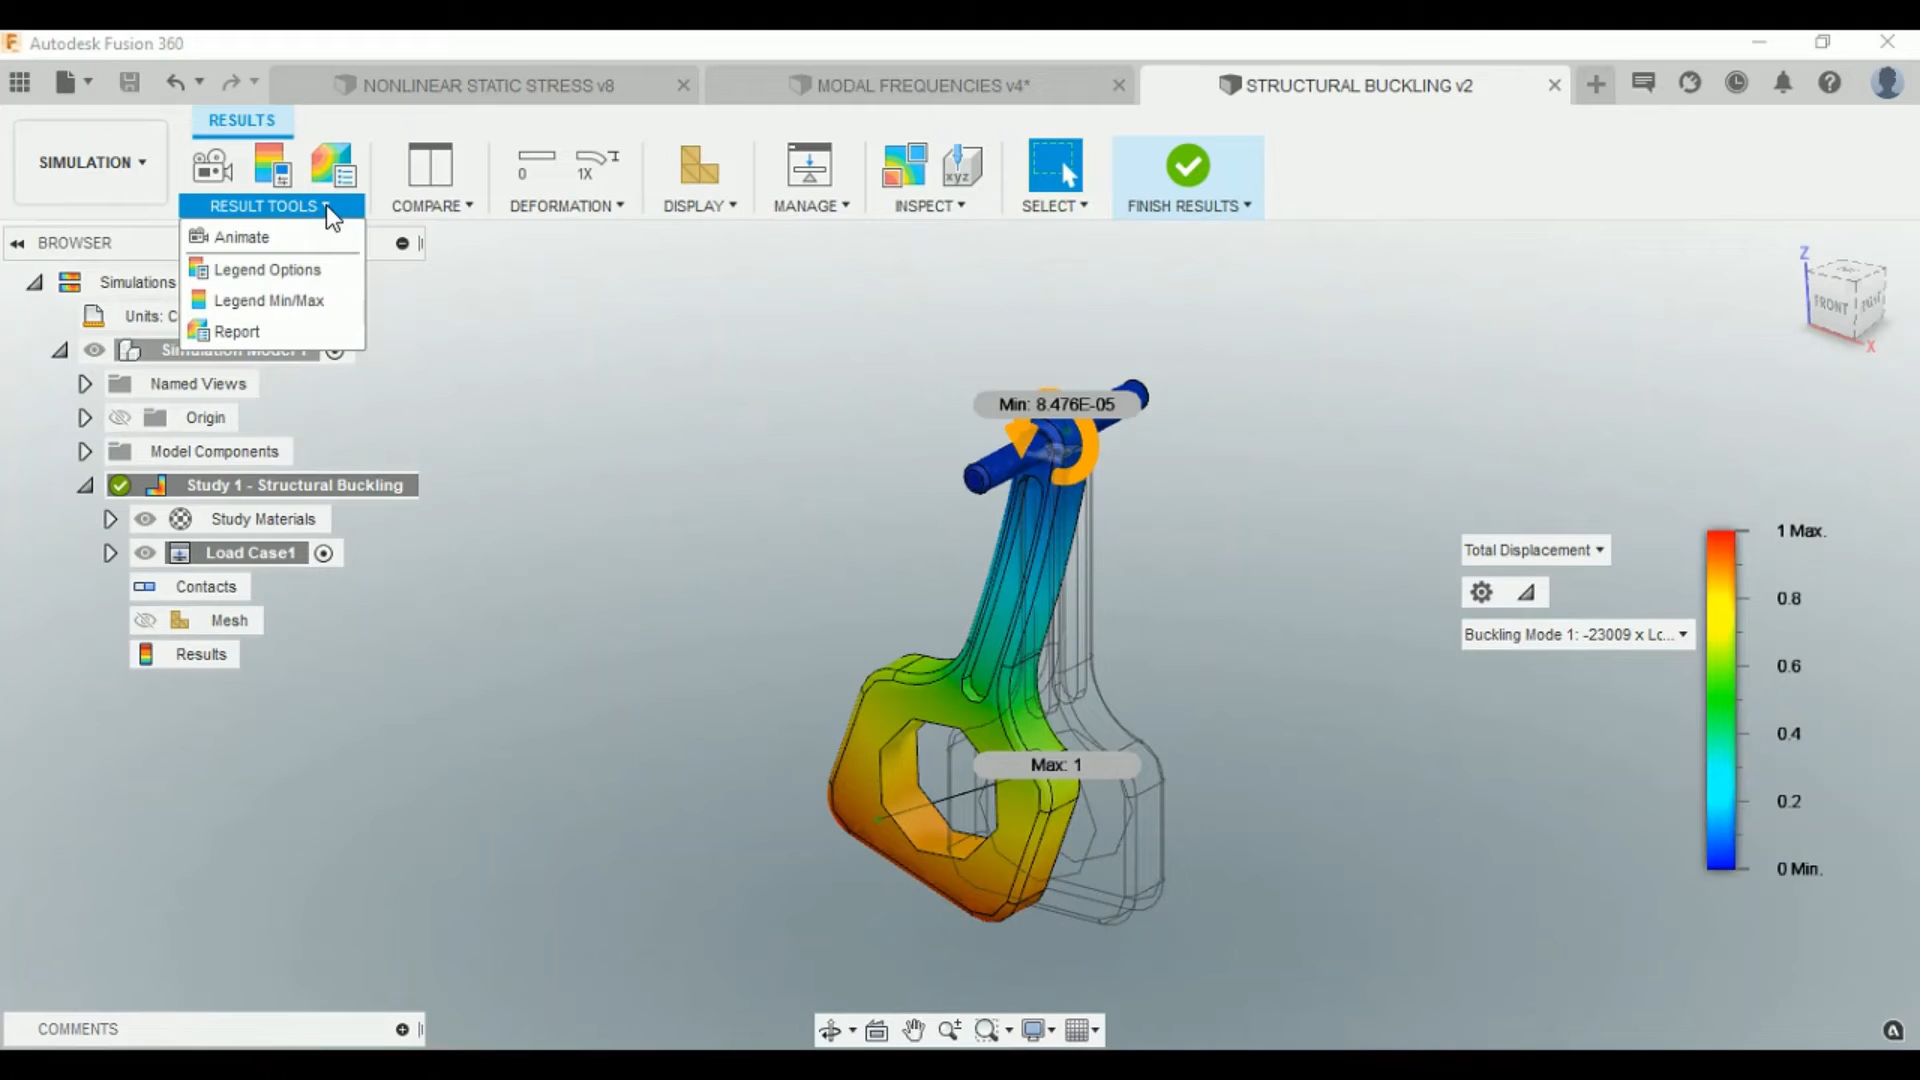 Autodesk Fusion 360
NONLINEAR STATIC STRESS v8
MODAL FREQUENCIES v4*
STRUCTURAL BUCKLING v2
RESULTS
SIMULATION
0
1X
xyz
RESULT TOOLS
COMPARE
DEFORMATION
DISPLAY
MANAGE
INSPECT
SELECT
FINISH RESULTS
BROWSER
Animate
Legend Options
Legend Min/Max
Report
Simulations
Units: C
Named Views
Origin
Model Components
Study 1 - Structural Buckling
Study Materials
Load Case1
Contacts
Mesh
Results
Z
FRONT
X
Min: 8.476E-05
Max: 1
Total Displacement
Buckling Mode 1: -23009 x Lc...
1 Max.
0.8
0.6
0.4
0.2
0 Min.
COMMENTS